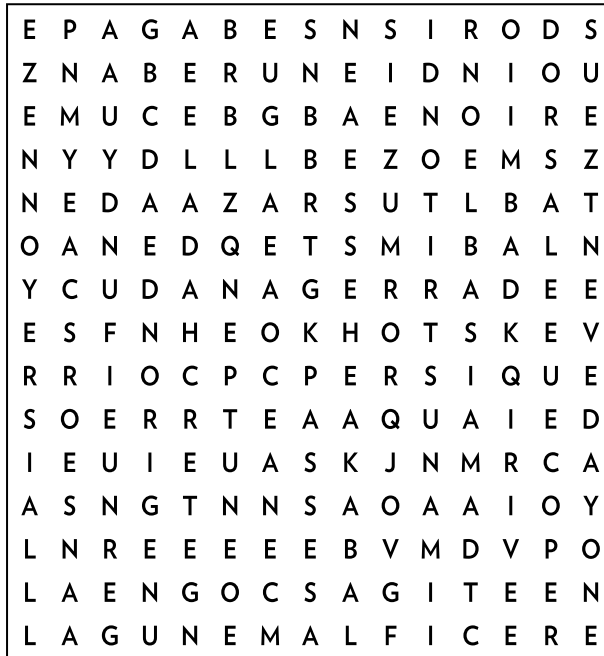 E P A G A B E S N S I R O D S
Z N A B E R U N E I D N I O U
E M U C E B G B A E N O I R E
N Y Y D L L L B E Z O E M S Z
N E D A A Z A R S U T L B A T
O A N E D Q E T S M I B A L N
Y C U D A N A G E R R A D E E
E S F N H E O K H O T S K E V
R R I O C P C P E R S I Q U E
S O E R R T E A A Q U A I E D
I E U I E U A S K J N M R C A
A S N G T N N S A O A A I O Y
L N R E E E E E B V M D V P O
L A E N G O C S A G I T E E N
L A G U N E M A L F I C E R E